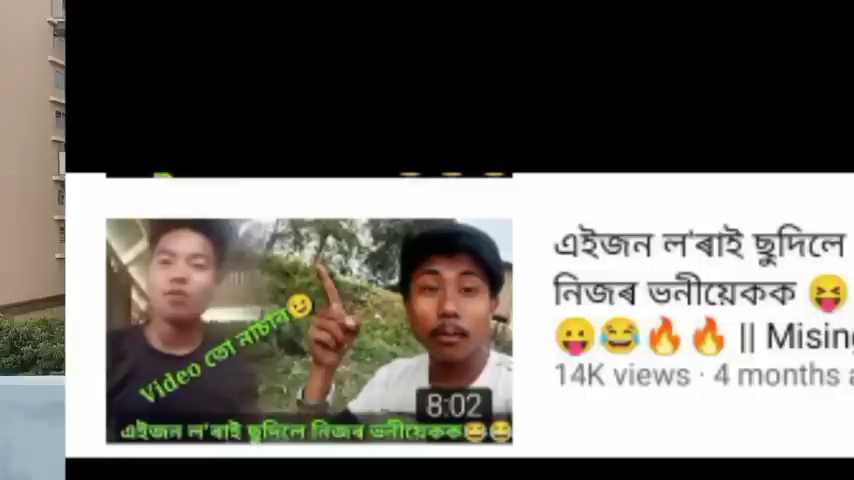 Video তো নাচাব😜
8:02
এইজন ল'ৰাই ছুদিলে নিজৰ ভনীয়েকক😆😂
এইজন ল'ৰাই ছুদিলে
নিজৰ ভনীয়েকক 😝
😛😂🔥🔥 || Mising
14K views · 4 months a